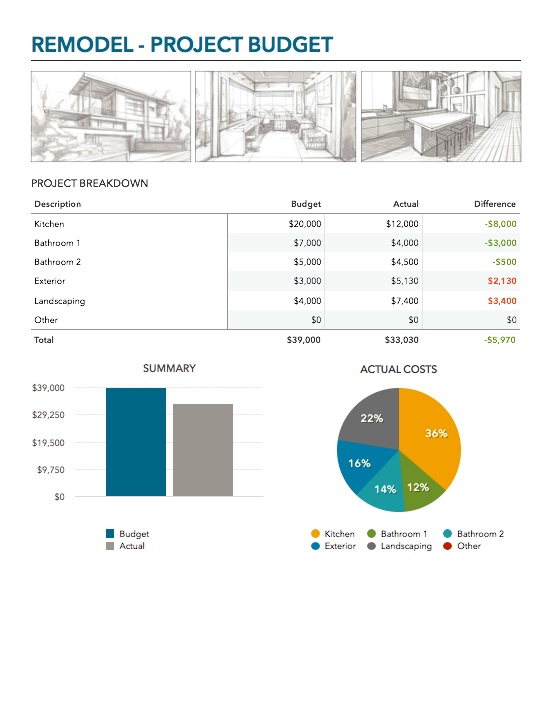 REMODEL - PROJECT BUDGET
PROJECT BREAKDOWN
Description Budget Actual Difference
Kitchen $20,000 $12,000 -$8,000
Bathroom 1 $7,000 $4,000 -$3,000
Bathroom 2 $5,000 $4,500 -$500
Exterior $3,000 $5,130 $2,130
Landscaping $4,000 $7,400 $3,400
Other $0 $0 $0
Total $39,000 $33,030 -$5,970
SUMMARY
$39,000
$29,250
$19,500
$9,750
$0
Budget
Actual
ACTUAL COSTS
22%
36%
16%
14%
12%
Kitchen Bathroom 1 Bathroom 2
Exterior Landscaping Other